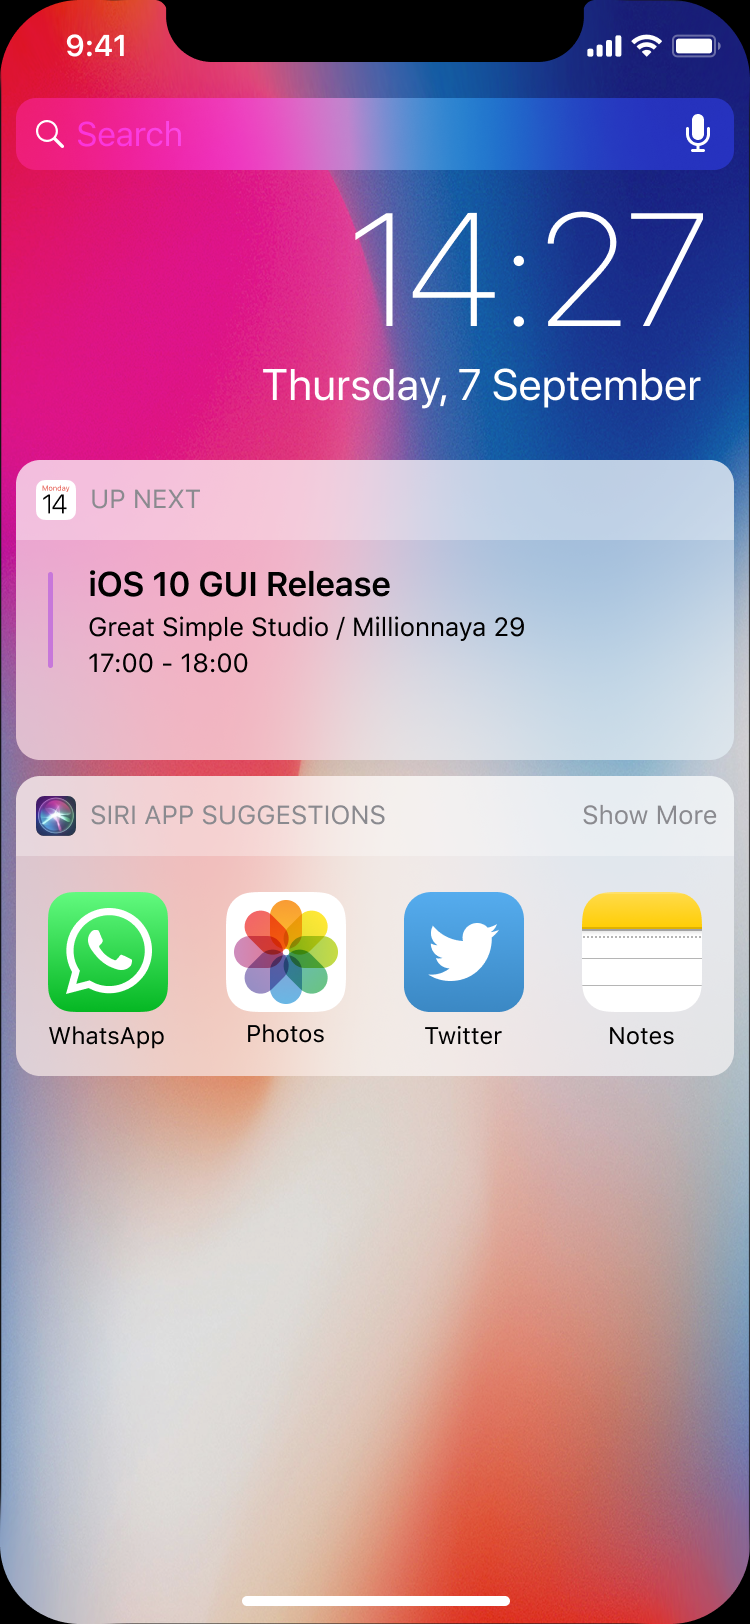 9:41
Search
14:27
Thursday, 7 September
Monday
14
UP NEXT
iOS 10 GUI Release
Great Simple Studio / Millionnaya 29
17:00 - 18:00
SIRI APP SUGGESTIONS
Show More
WhatsApp
Photos
Twitter
Notes